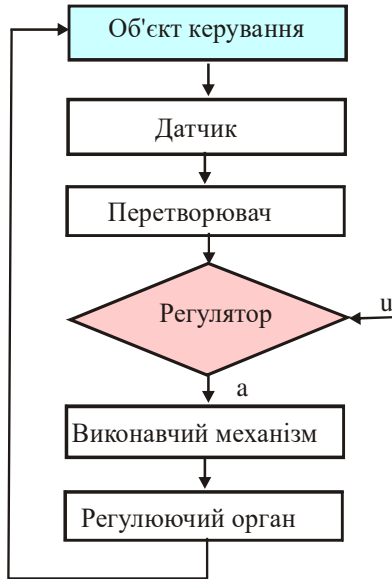 Об'єкт керування
Датчик
Перетворювач
Регулятор
u
a
Виконавчий механізм
Регулюючий орган